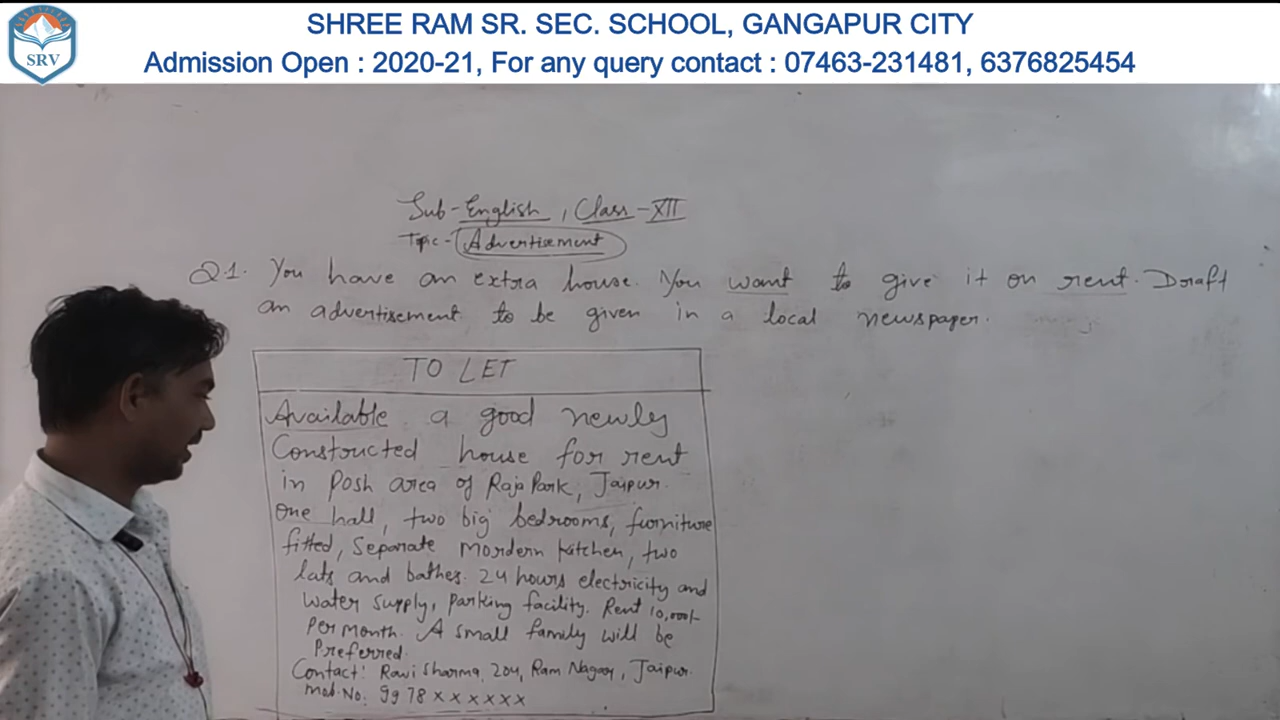 SHREE RAM SR. SEC. SCHOOL, GANGAPUR CITY
Admission Open : 2020-21, For any query contact : 07463-231481, 6376825454
SRV
Sub-English, Class-XII
Topic-Advertisement
Q1. You have an extra house. You want to give it on rent. Draft
an advertisement to be given in a local newspaper.
TO LET
Available a good newly
Constructed house for rent
in Posh area of Raja Park, Jaipur.
One hall, two big bedrooms, furniture
fitted, Separate mordern kitchen, two
lats and bathes. 24 hours electricity and
water supply, parking facility. Rent 10,000/-
Per month. A small family will be
Preferred.
Contact: Ravi Sharma, 204, Ram Nagar, Jaipur.
Mob. No. 9978xxxxxx